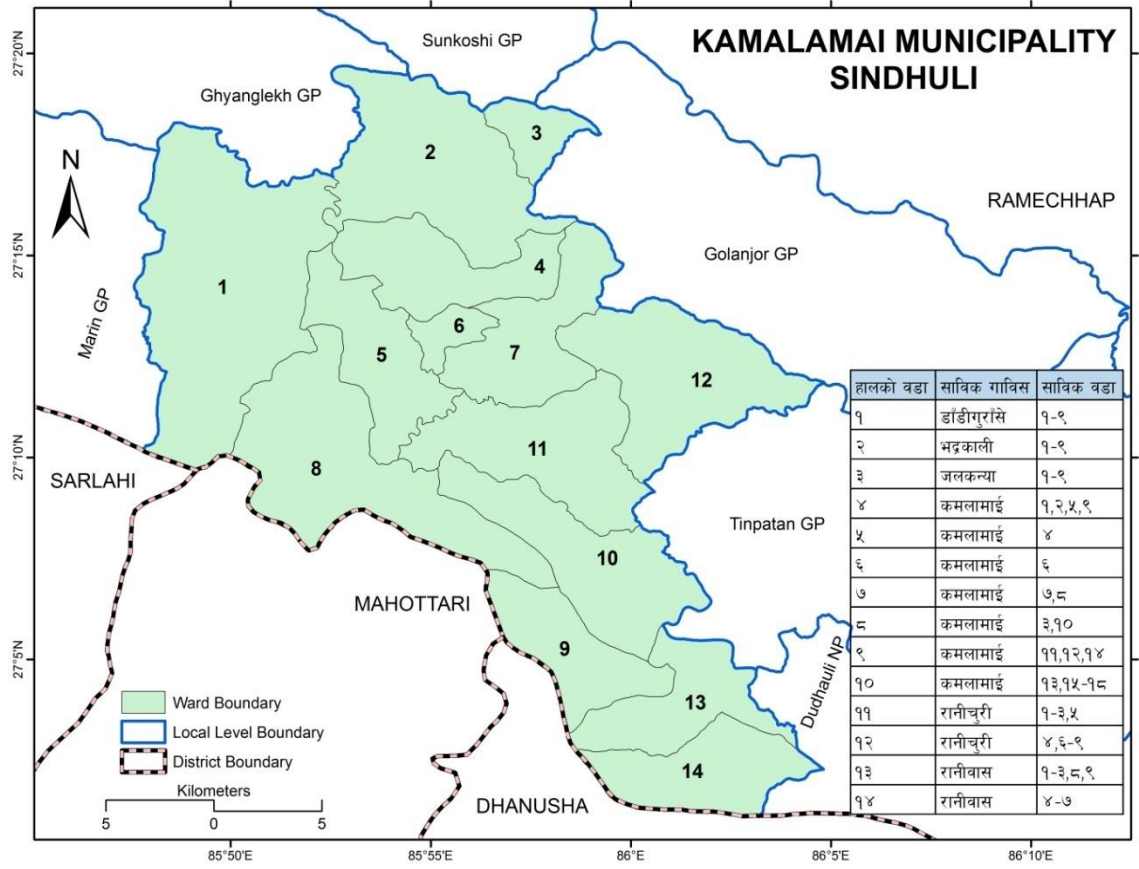 KAMALAMAI MUNICIPALITY
SINDHULI
Sunkoshi GP
Ghyanglekh GP
N
RAMECHHAP
Golanjor GP
Marin GP
SARLAHI
Tinpatan GP
MAHOTTARI
Dudhauli NP
DHANUSHA
1
2
3
4
5
6
7
8
9
10
11
12
13
14
हालको वडा साविक गाविस साविक वडा
१ डाँडीगुराँसे १-९
२ भद्रकाली १-९
३ जलकन्या १-९
४ कमलामाई १,२,५,९
५ कमलामाई ४
६ कमलामाई ६
७ कमलामाई ७,८
८ कमलामाई ३,१०
९ कमलामाई ११,१२,१४
१० कमलामाई १३,१५-१८
११ रानीचुरी १-३,५
१२ रानीचुरी ४,६-९
१३ रानीवास १-३,८,९
१४ रानीवास ४-७
Ward Boundary
Local Level Boundary
District Boundary
Kilometers
5 0 5
27°20'N
27°15'N
27°10'N
27°5'N
85°50'E
85°55'E
86°E
86°5'E
86°10'E